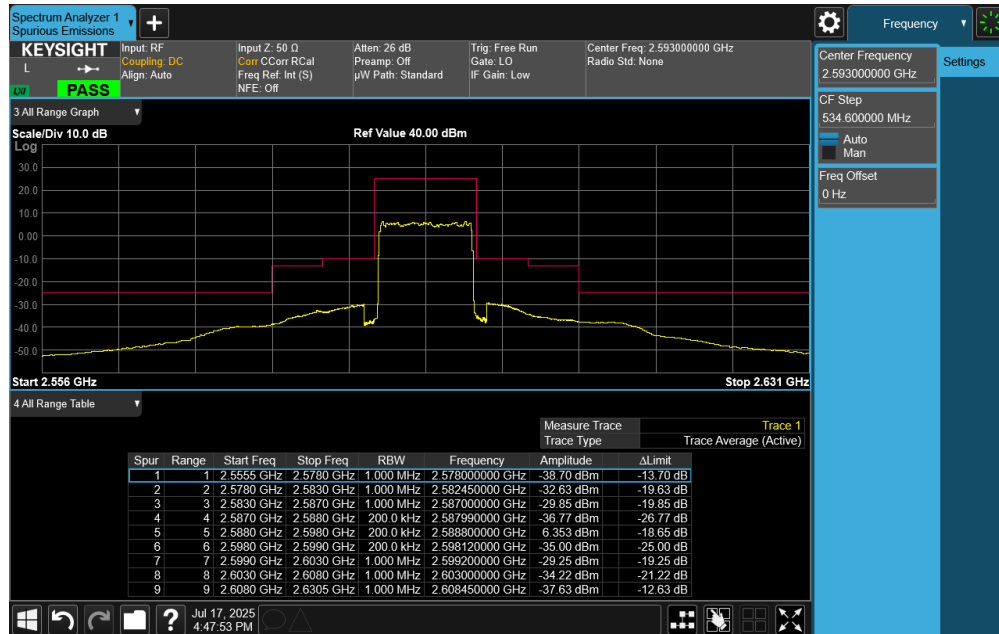 Spectrum Analyzer 1
Spurious Emissions
Frequency
KEYSIGHT
L
LXI
PASS
Input: RF
Coupling: DC
Align: Auto
Input Z: 50 Ω
Corr CCorr RCal
Freq Ref: Int (S)
NFE: Off
Atten: 26 dB
Preamp: Off
µW Path: Standard
Trig: Free Run
Gate: LO
IF Gain: Low
Center Freq: 2.593000000 GHz
Radio Std: None
Center Frequency
2.593000000 GHz
Settings
CF Step
534.600000 MHz
Auto
Man
Freq Offset
0 Hz
3 All Range Graph
Scale/Div 10.0 dB
Ref Value 40.00 dBm
Log
30.0
20.0
10.0
0.00
-10.0
-20.0
-30.0
-40.0
-50.0
Start 2.556 GHz
Stop 2.631 GHz
4 All Range Table
Measure Trace Trace 1
Trace Type Trace Average (Active)
Spur Range Start Freq Stop Freq RBW Frequency Amplitude ΔLimit
1 1 2.5555 GHz 2.5780 GHz 1.000 MHz 2.578000000 GHz -38.70 dBm -13.70 dB
2 2 2.5780 GHz 2.5830 GHz 1.000 MHz 2.582450000 GHz -32.63 dBm -19.63 dB
3 3 2.5830 GHz 2.5870 GHz 1.000 MHz 2.587000000 GHz -29.85 dBm -19.85 dB
4 4 2.5870 GHz 2.5880 GHz 200.0 kHz 2.587990000 GHz -36.77 dBm -26.77 dB
5 5 2.5880 GHz 2.5980 GHz 200.0 kHz 2.588800000 GHz 6.353 dBm -18.65 dB
6 6 2.5980 GHz 2.5990 GHz 200.0 kHz 2.598120000 GHz -35.00 dBm -25.00 dB
7 7 2.5990 GHz 2.6030 GHz 1.000 MHz 2.599200000 GHz -29.25 dBm -19.25 dB
8 8 2.6030 GHz 2.6080 GHz 1.000 MHz 2.603000000 GHz -34.22 dBm -21.22 dB
9 9 2.6080 GHz 2.6305 GHz 1.000 MHz 2.608450000 GHz -37.63 dBm -12.63 dB
?
Jul 17, 2025
4:47:53 PM